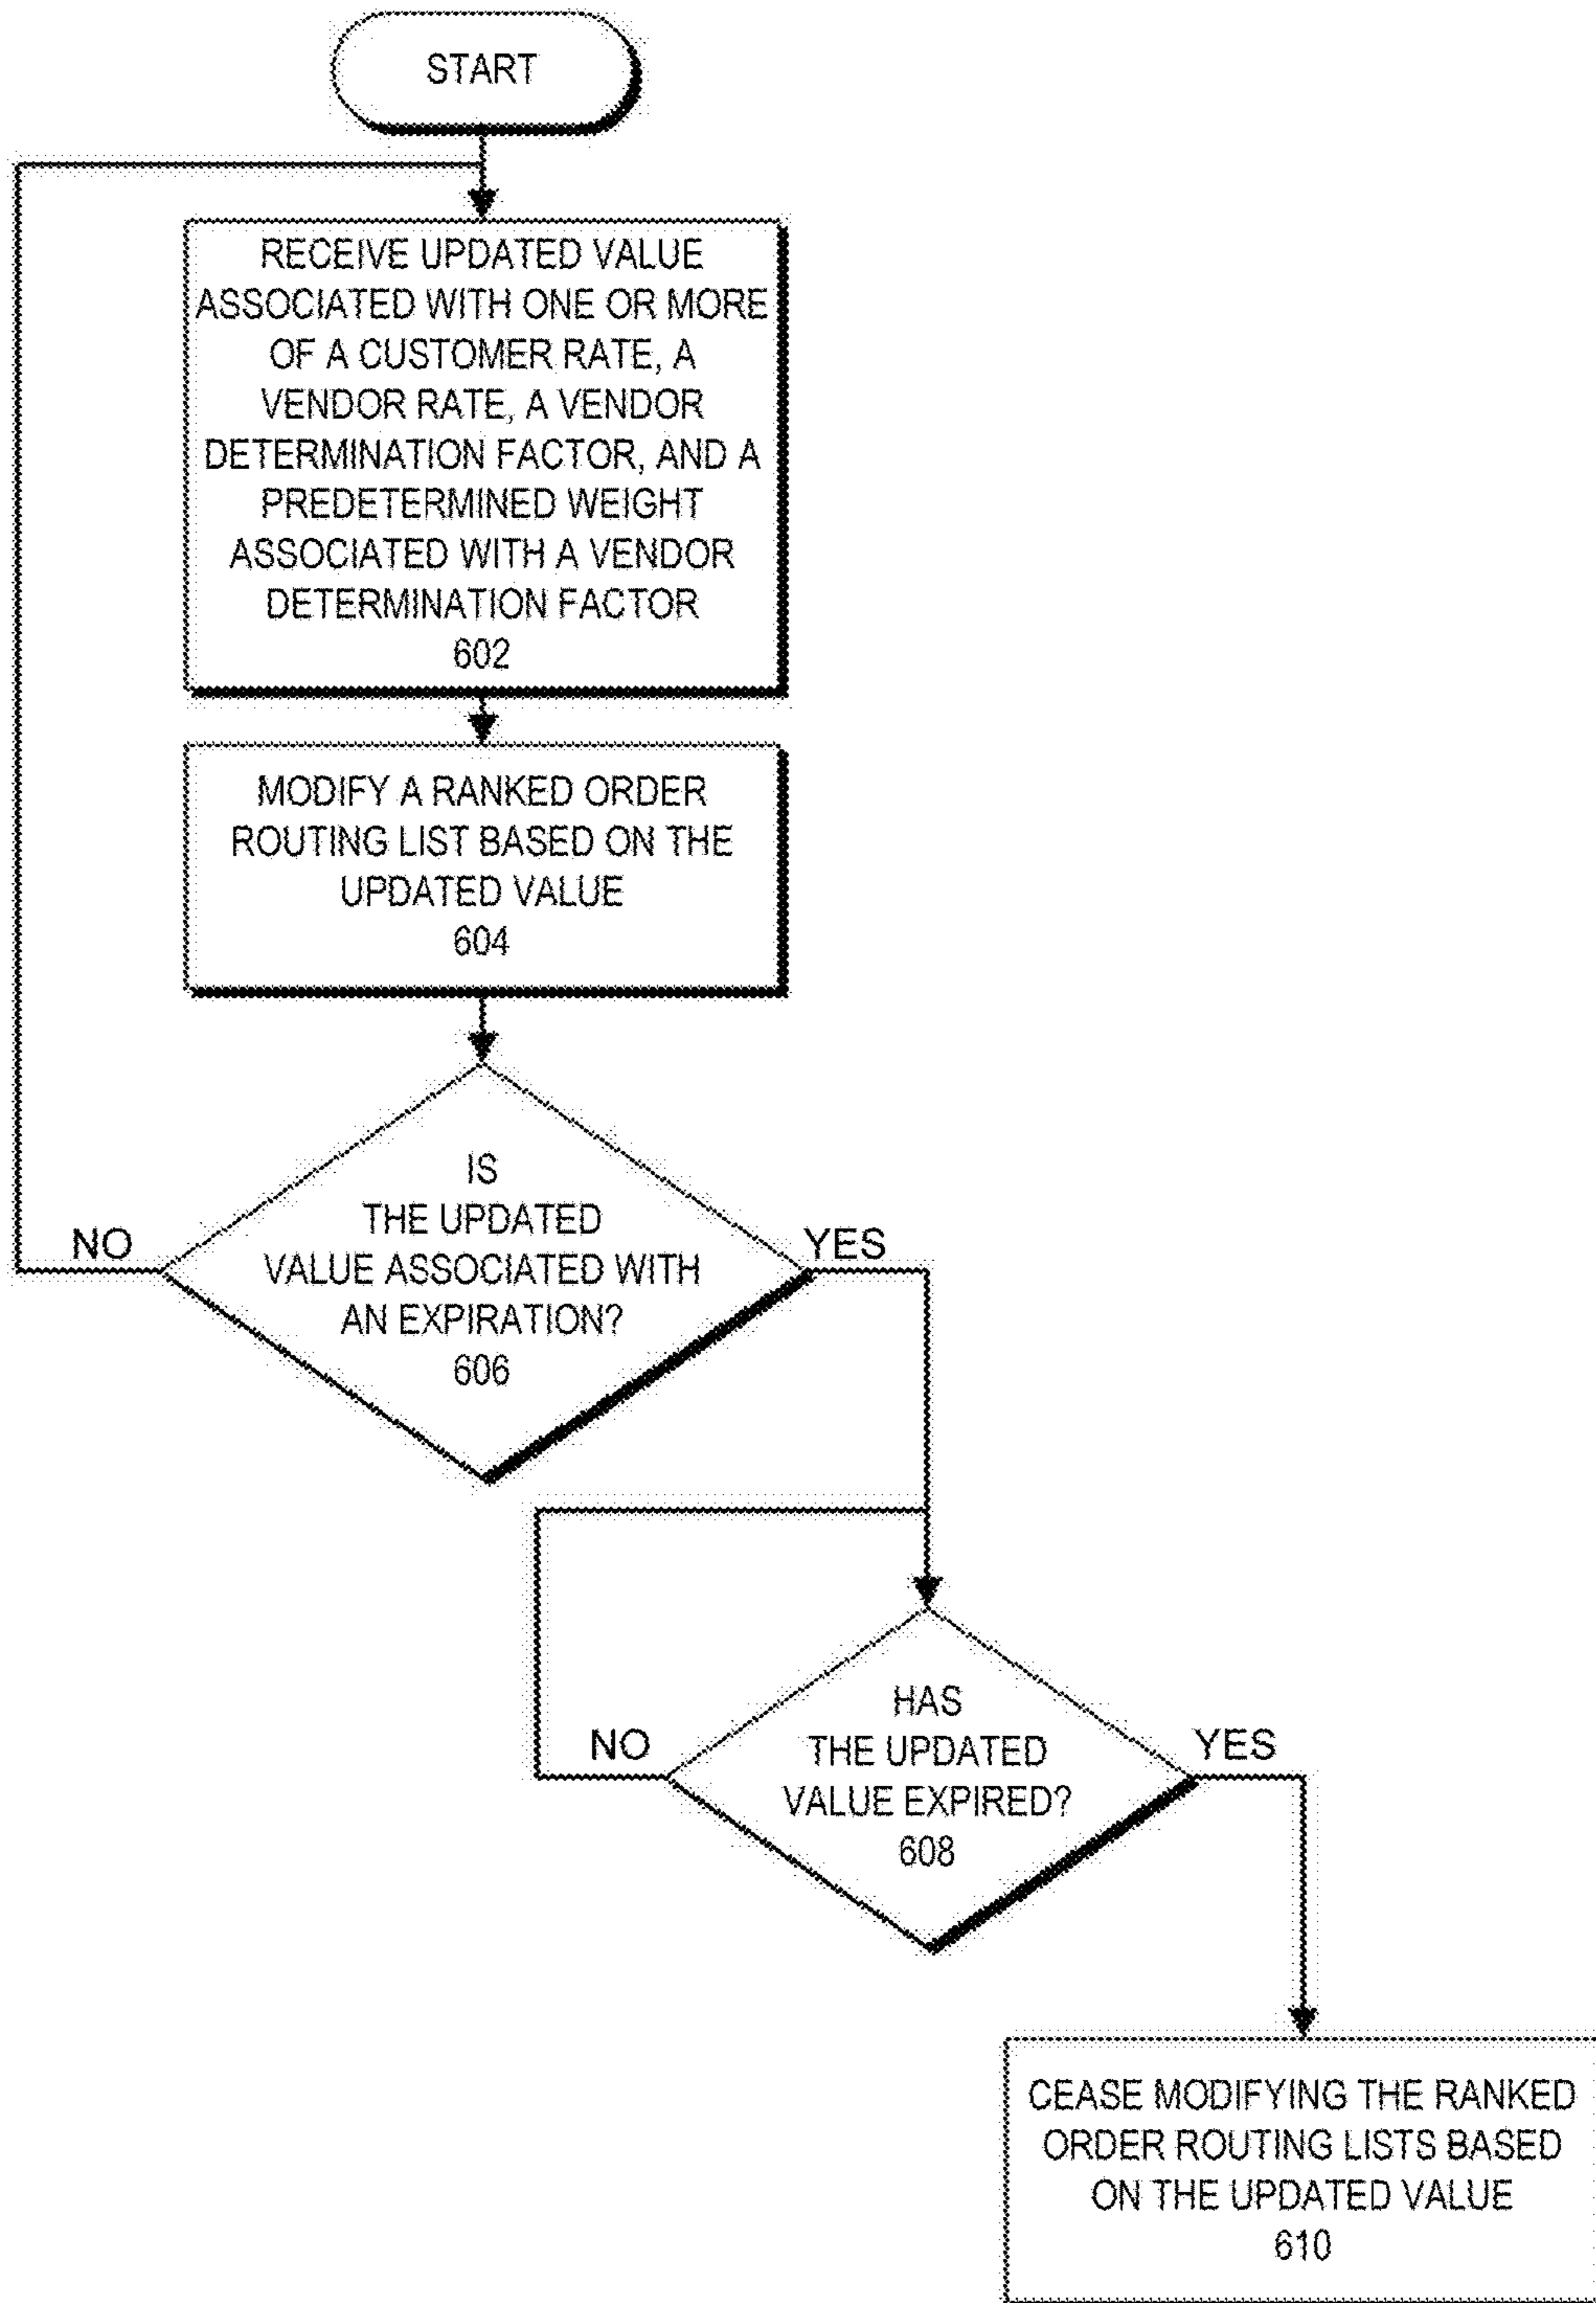 START
RECEIVE UPDATED VALUE
ASSOCIATED WITH ONE OR MORE
OF A CUSTOMER RATE, A
VENDOR RATE, A VENDOR
DETERMINATION FACTOR, AND A
PREDETERMINED WEIGHT
ASSOCIATED WITH A VENDOR
DETERMINATION FACTOR
602
MODIFY A RANKED ORDER
ROUTING LIST BASED ON THE
UPDATED VALUE
604
IS
THE UPDATED
VALUE ASSOCIATED WITH
AN EXPIRATION?
606
NO
YES
HAS
THE UPDATED
VALUE EXPIRED?
608
NO
YES
CEASE MODIFYING THE RANKED
ORDER ROUTING LISTS BASED
ON THE UPDATED VALUE
610